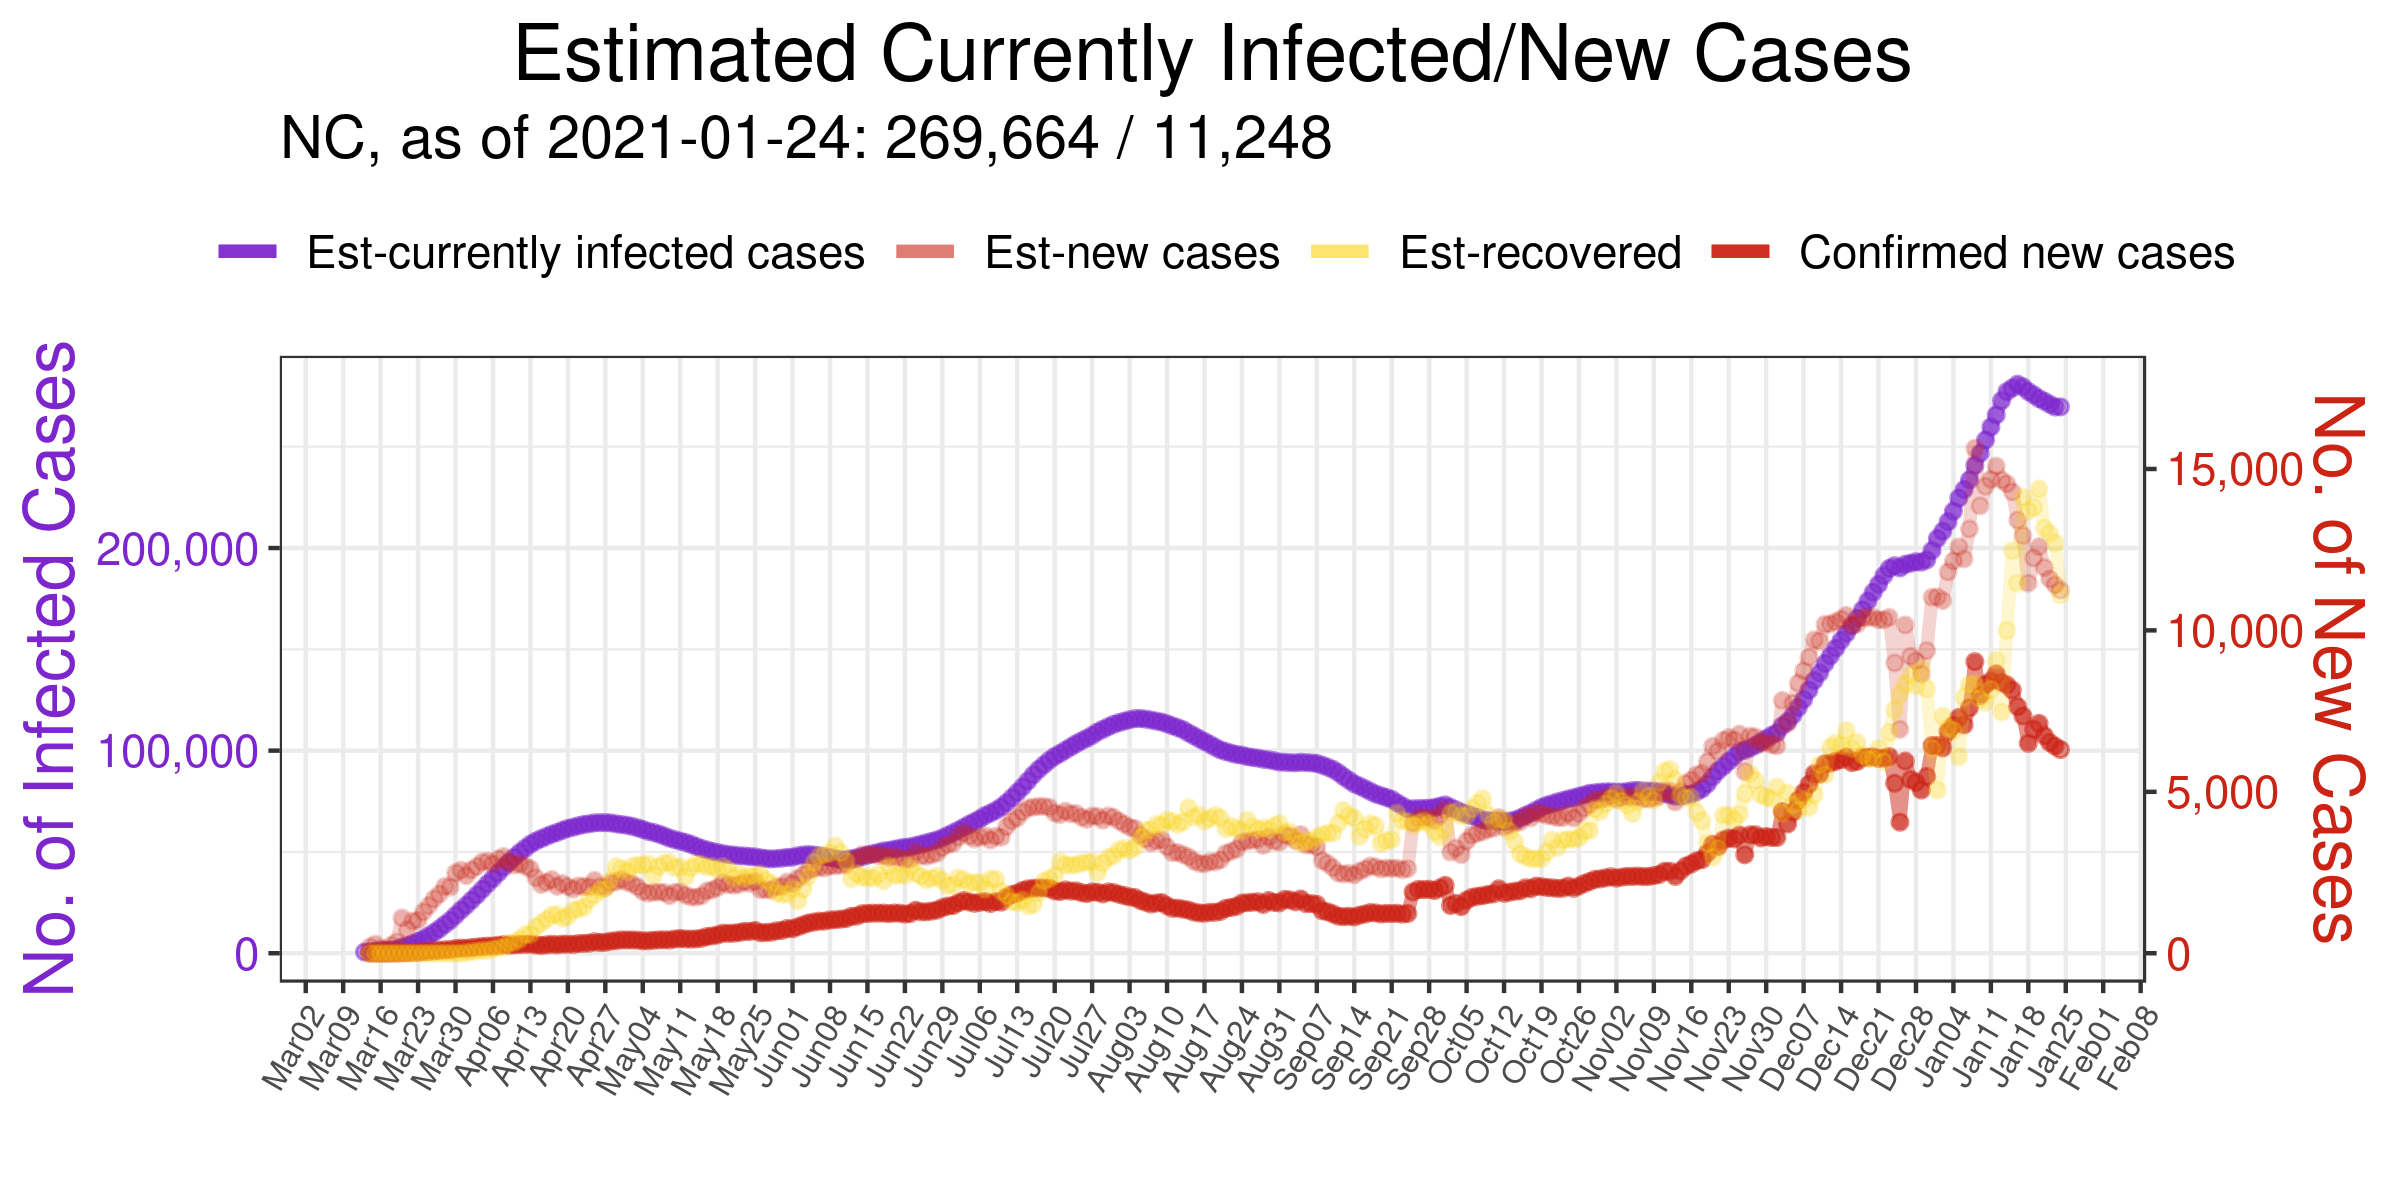 Estimated Currently Infected/New Cases
NC, as of 2021-01-24: 269,664 / 11,248
Est-currently infected cases Est-new cases Est-recovered Confirmed new cases
No. of Infected Cases
200,000
100,000
0
15,000
10,000
5,000
0
No. of New Cases
Mar02 Mar09 Mar16 Mar23 Mar30 Apr06 Apr13 Apr20 Apr27 May04 May11 May18 May25 Jun01 Jun08 Jun15 Jun22 Jun29 Jul06 Jul13 Jul20 Jul27 Aug03 Aug10 Aug17 Aug24 Aug31 Sep07 Sep14 Sep21 Sep28 Oct05 Oct12 Oct19 Oct26 Nov02 Nov09 Nov16 Nov23 Nov30 Dec07 Dec14 Dec21 Dec28 Jan04 Jan11 Jan18 Jan25 Feb01 Feb08